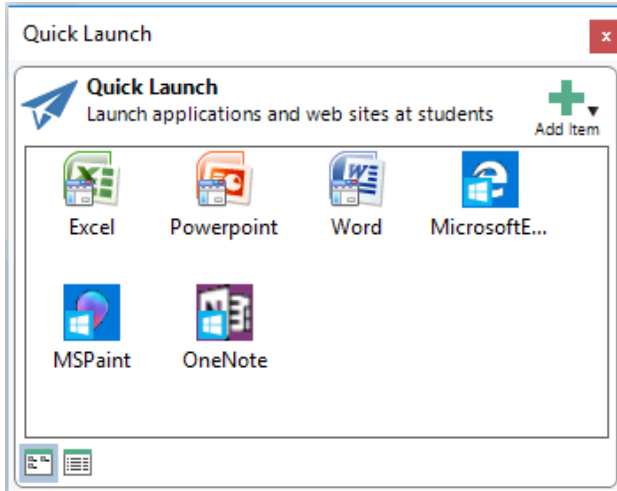 Quick Launch
x
Quick Launch
Launch applications and web sites at students
Add Item
Excel Powerpoint Word MicrosoftE...
MSPaint OneNote